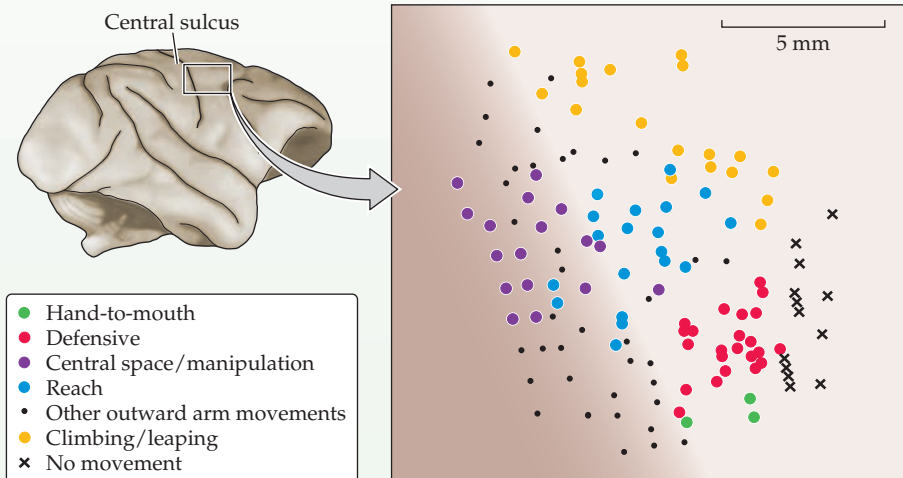 Central sulcus
5 mm
Hand-to-mouth
Defensive
Central space/manipulation
Reach
Other outward arm movements
Climbing/leaping
No movement